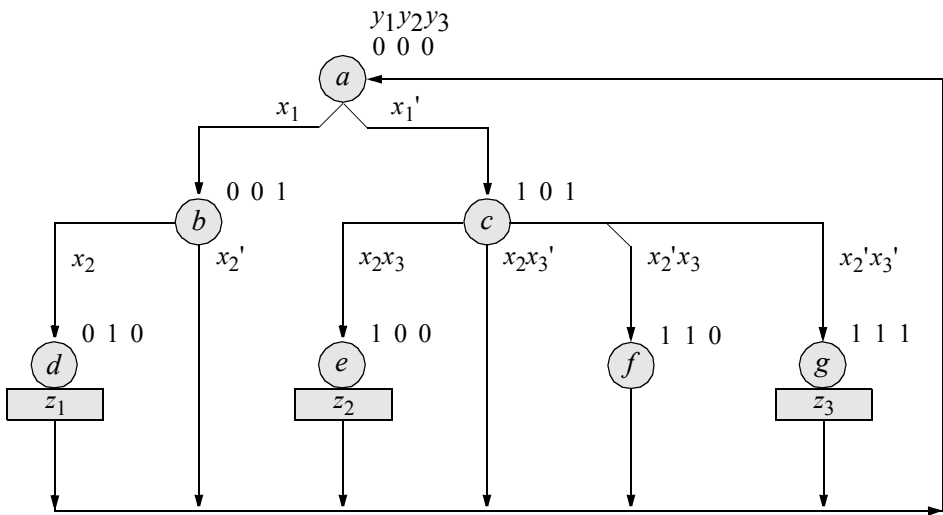 y₁y₂y₃
0 0 0
a
x₁ x₁'
0 0 1 1 0 1
b c
x₂ x₂' x₂x₃ x₂x₃' x₂'x₃ x₂'x₃'
0 1 0 1 0 0 1 1 0 1 1 1
d e f g
z₁ z₂ z₃